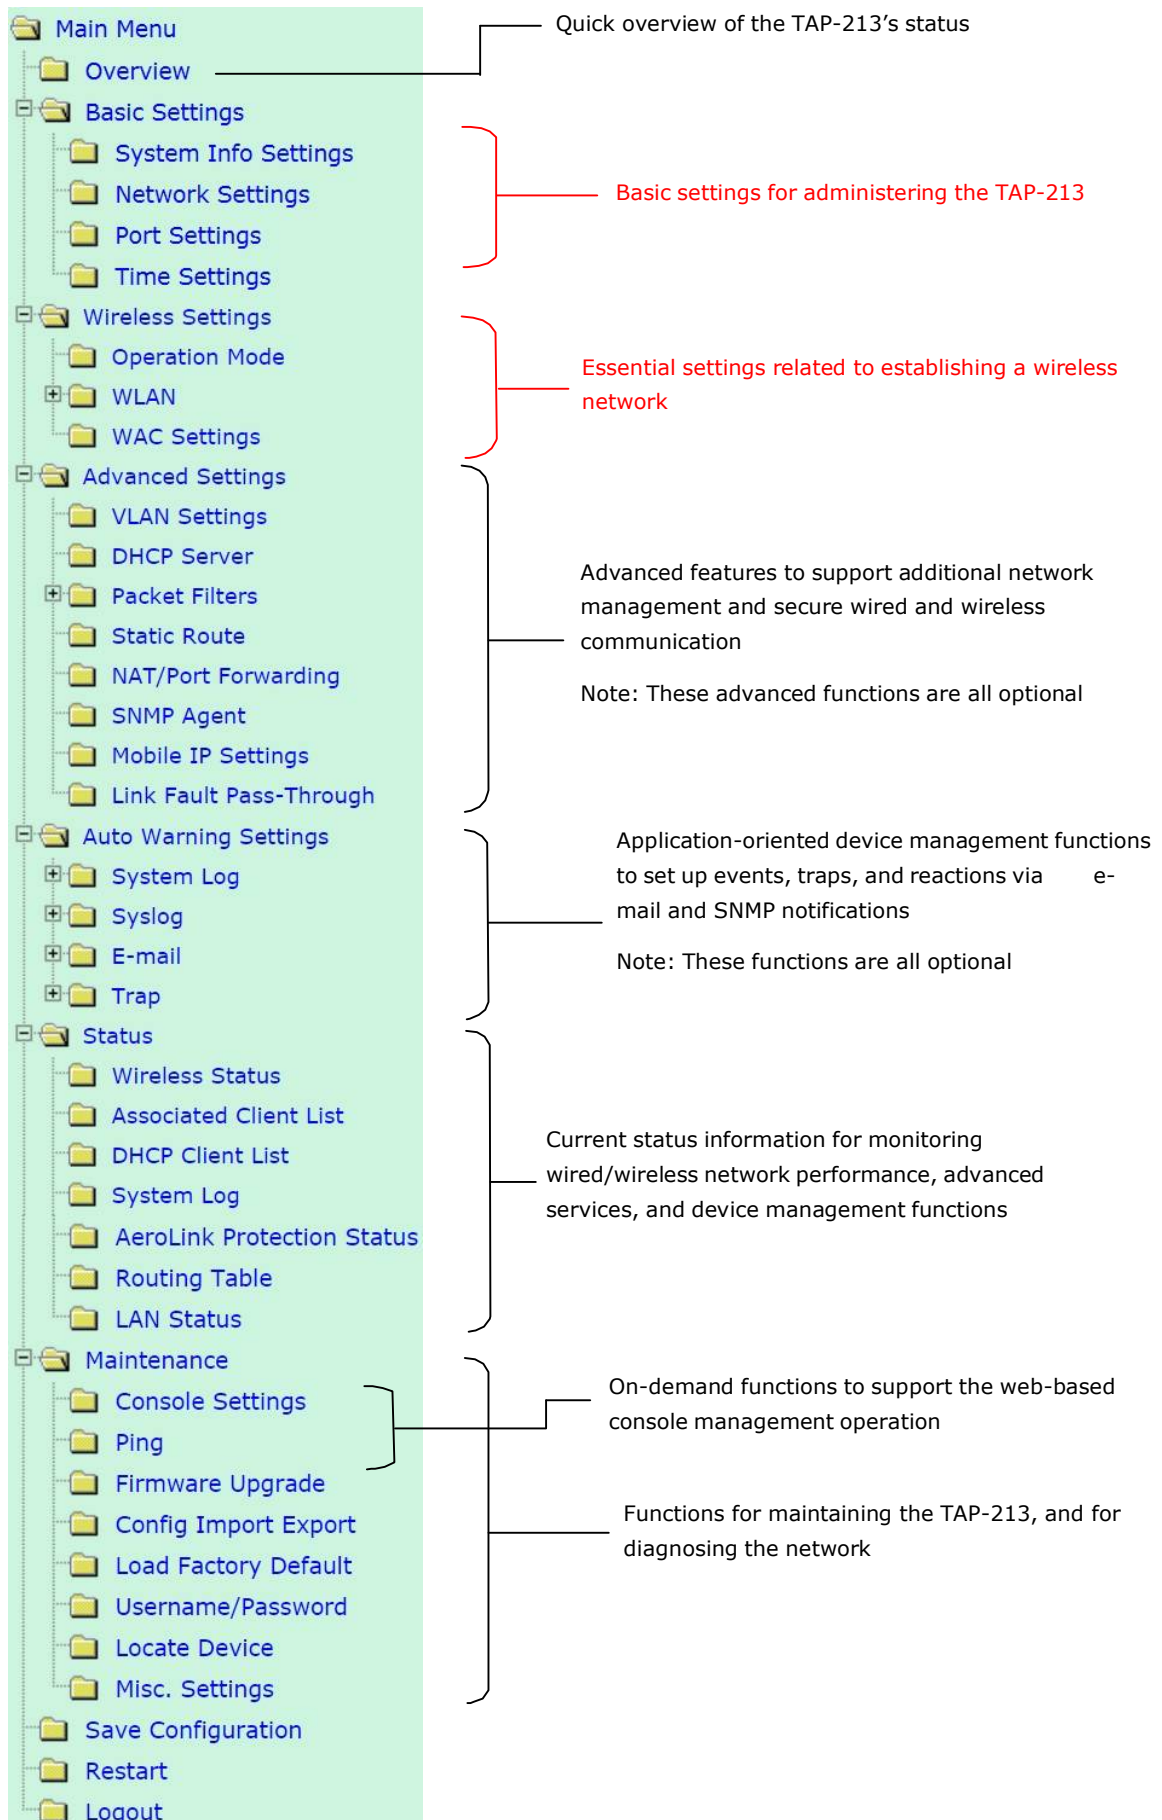 Main Menu
Overview
Basic Settings
System Info Settings
Network Settings
Port Settings
Time Settings
Wireless Settings
Operation Mode
WLAN
WAC Settings
Advanced Settings
VLAN Settings
DHCP Server
Packet Filters
Static Route
NAT/Port Forwarding
SNMP Agent
Mobile IP Settings
Link Fault Pass-Through
Auto Warning Settings
System Log
Syslog
E-mail
Trap
Status
Wireless Status
Associated Client List
DHCP Client List
System Log
AeroLink Protection Status
Routing Table
LAN Status
Maintenance
Console Settings
Ping
Firmware Upgrade
Config Import Export
Load Factory Default
Username/Password
Locate Device
Misc. Settings
Save Configuration
Restart
Logout
Quick overview of the TAP-213’s status
Basic settings for administering the TAP-213
Essential settings related to establishing a wireless
network
Advanced features to support additional network
management and secure wired and wireless
communication
Note: These advanced functions are all optional
Application-oriented device management functions
to set up events, traps, and reactions via e-
mail and SNMP notifications
Note: These functions are all optional
Current status information for monitoring
wired/wireless network performance, advanced
services, and device management functions
On-demand functions to support the web-based
console management operation
Functions for maintaining the TAP-213, and for
diagnosing the network